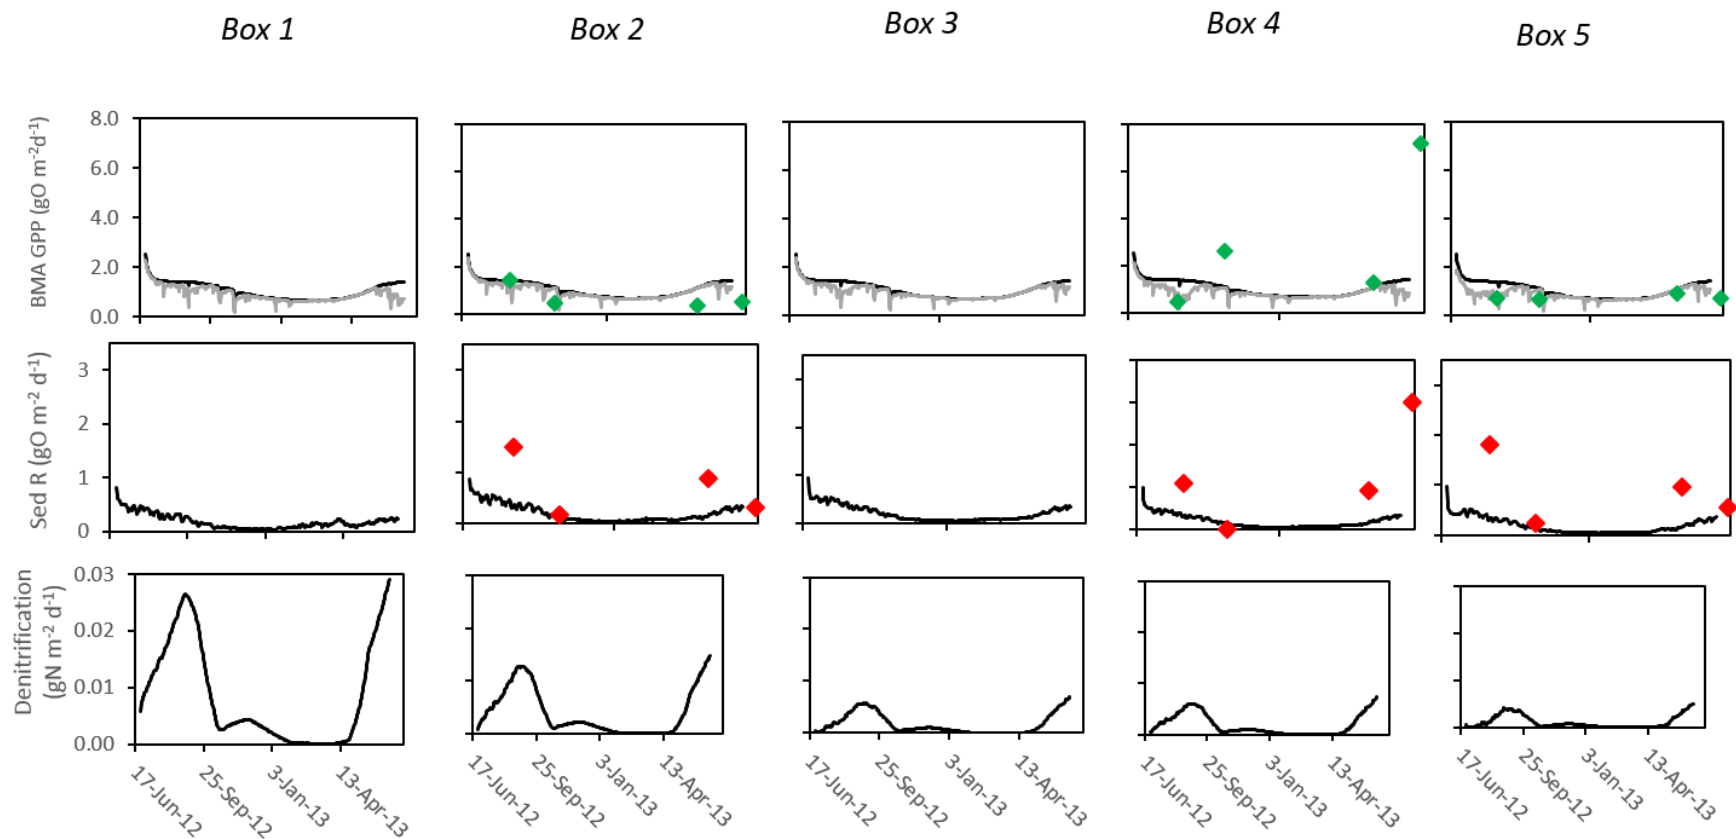 Box 1
Box 2
Box 3
Box 4
Box 5
BMA GPP (gO m-2d-1)
8.0
6.0
4.0
2.0
0.0
Sed R (gO m-2 d-1)
3
2
1
0
Denitrification
(gN m-2 d-1)
0.03
0.02
0.01
0.00
17-Jun-12
25-Sep-12
3-Jan-13
13-Apr-13
17-Jun-12
25-Sep-12
3-Jan-13
13-Apr-13
17-Jun-12
25-Sep-12
3-Jan-13
13-Apr-13
17-Jun-12
25-Sep-12
3-Jan-13
13-Apr-13
17-Jun-12
25-Sep-12
3-Jan-13
13-Apr-13